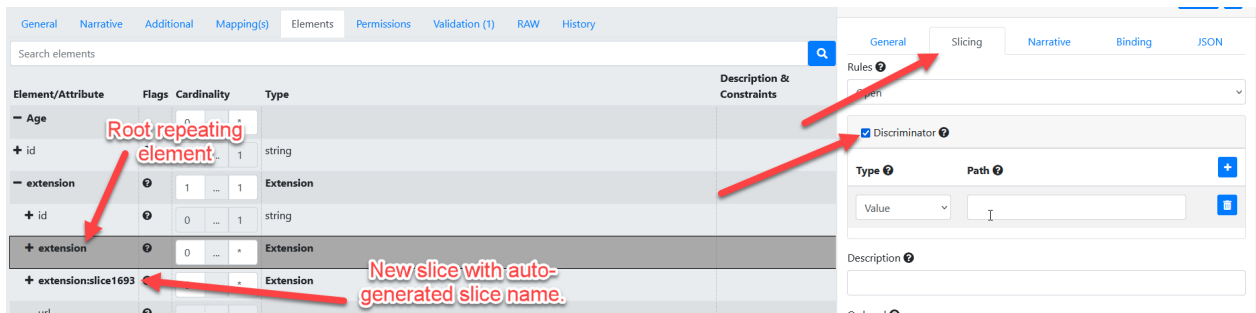 General Narrative Additional Mapping(s) Elements Permissions Validation (1) RAW History
Search elements
Element/Attribute Flags Cardinality Type Description &
Constraints
Age 0 *
id .. 1 string
extension 1 ... 1 Extension
id 0 ... 1 string
extension 0 ... * Extension
extension:slice1693 * Extension
url
Root repeating
element
New slice with auto-
generated slice name.
General Slicing Narrative Binding JSON
Rules
Open
Discriminator
Type Path
Value
Description